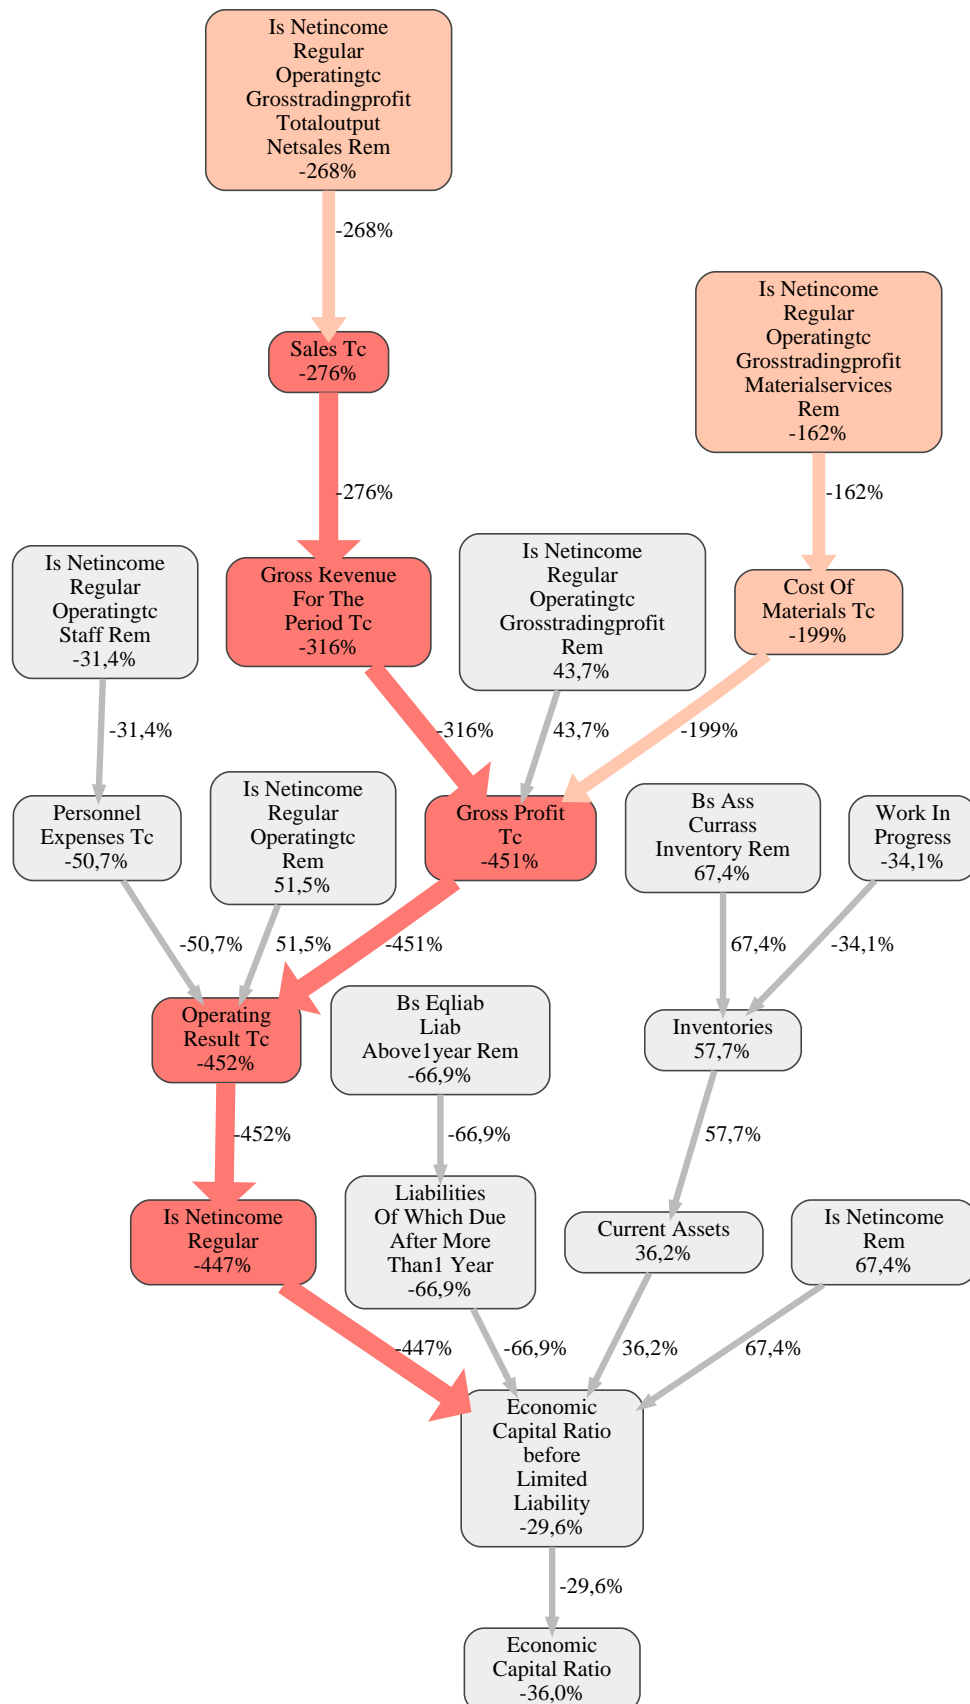 Is Netincome
Regular
Operatingtc
Grosstradingprofit
Totaloutput
Netsales Rem
-268%
-268%
Sales Tc
-276%
Is Netincome
Regular
Operatingtc
Grosstradingprofit
Materialservices
Rem
-162%
-276%
-162%
Is Netincome
Regular
Operatingtc
Staff Rem
-31,4%
Gross Revenue
For The
Period Tc
-316%
Is Netincome
Regular
Operatingtc
Grosstradingprofit
Rem
43,7%
Cost Of
Materials Tc
-199%
-31,4%
-316%
43,7%
-199%
Personnel
Expenses Tc
-50,7%
Is Netincome
Regular
Operatingtc
Rem
51,5%
Gross Profit
Tc
-451%
Bs Ass
Currass
Inventory Rem
67,4%
Work In
Progress
-34,1%
-50,7%
51,5%
-451%
67,4%
-34,1%
Operating
Result Tc
-452%
Bs Eqliab
Liab
Above1year Rem
-66,9%
Inventories
57,7%
-452%
-66,9%
57,7%
Is Netincome
Regular
-447%
Liabilities
Of Which Due
After More
Than1 Year
-66,9%
Current Assets
36,2%
Is Netincome
Rem
67,4%
-447%
-66,9%
36,2%
67,4%
Economic
Capital Ratio
before
Limited
Liability
-29,6%
-29,6%
Economic
Capital Ratio
-36,0%